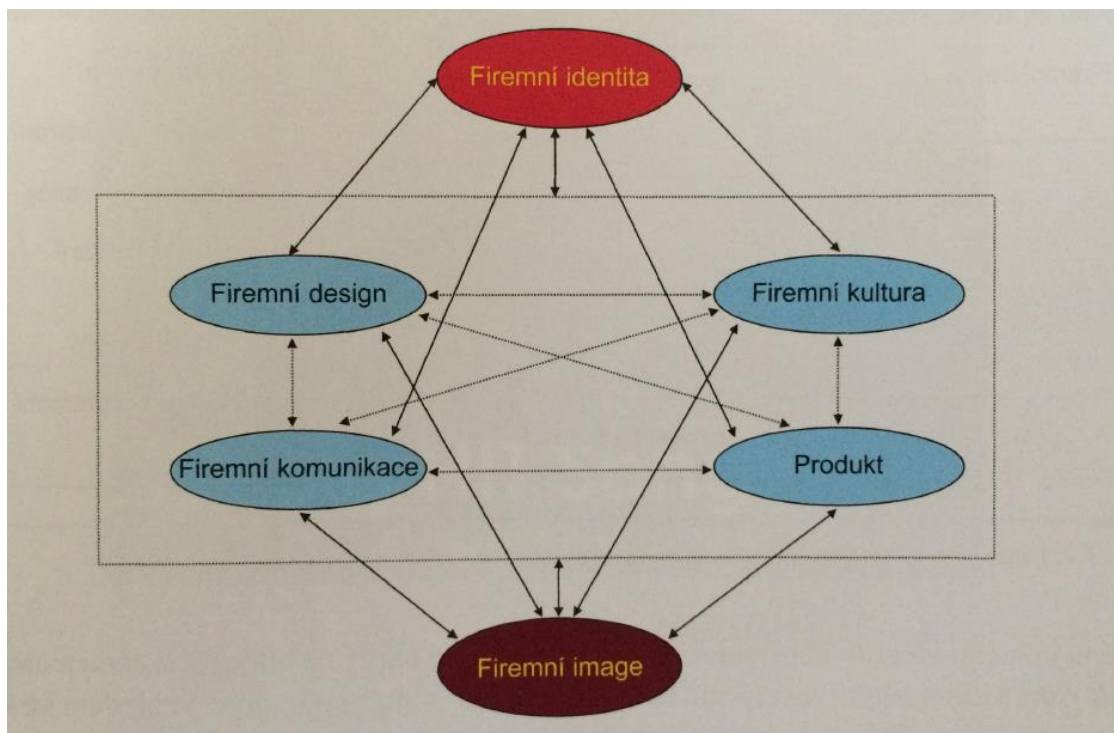 Firemní identita
Firemní design
Firemní kultura
Firemní komunikace
Produkt
Firemní image